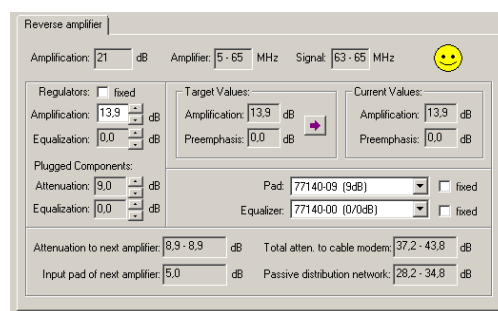 Reverse amplifier
Amplification: 21 dB Amplifier: 5 - 65 MHz Signal: 63 - 65 MHz
Regulators: fixed
Amplification: 13,9 dB
Equalization: 0,0 dB
Target Values:
Amplification: 13,9 dB
Preemphasis: 0,0 dB
Current Values:
Amplification: 13,9 dB
Preemphasis: 0,0 dB
Plugged Components:
Attenuation: 9,0 dB
Equalization: 0,0 dB
Pad: 77140-09 (9dB) fixed
Equalizer: 77140-00 (0/0dB) fixed
Attenuation to next amplifier: 8,9 - 8,9 dB Total atten. to cable modem: 37,2 - 43,8 dB
Input pad of next amplifier: 5,0 dB Passive distribution network: 28,2 - 34,8 dB